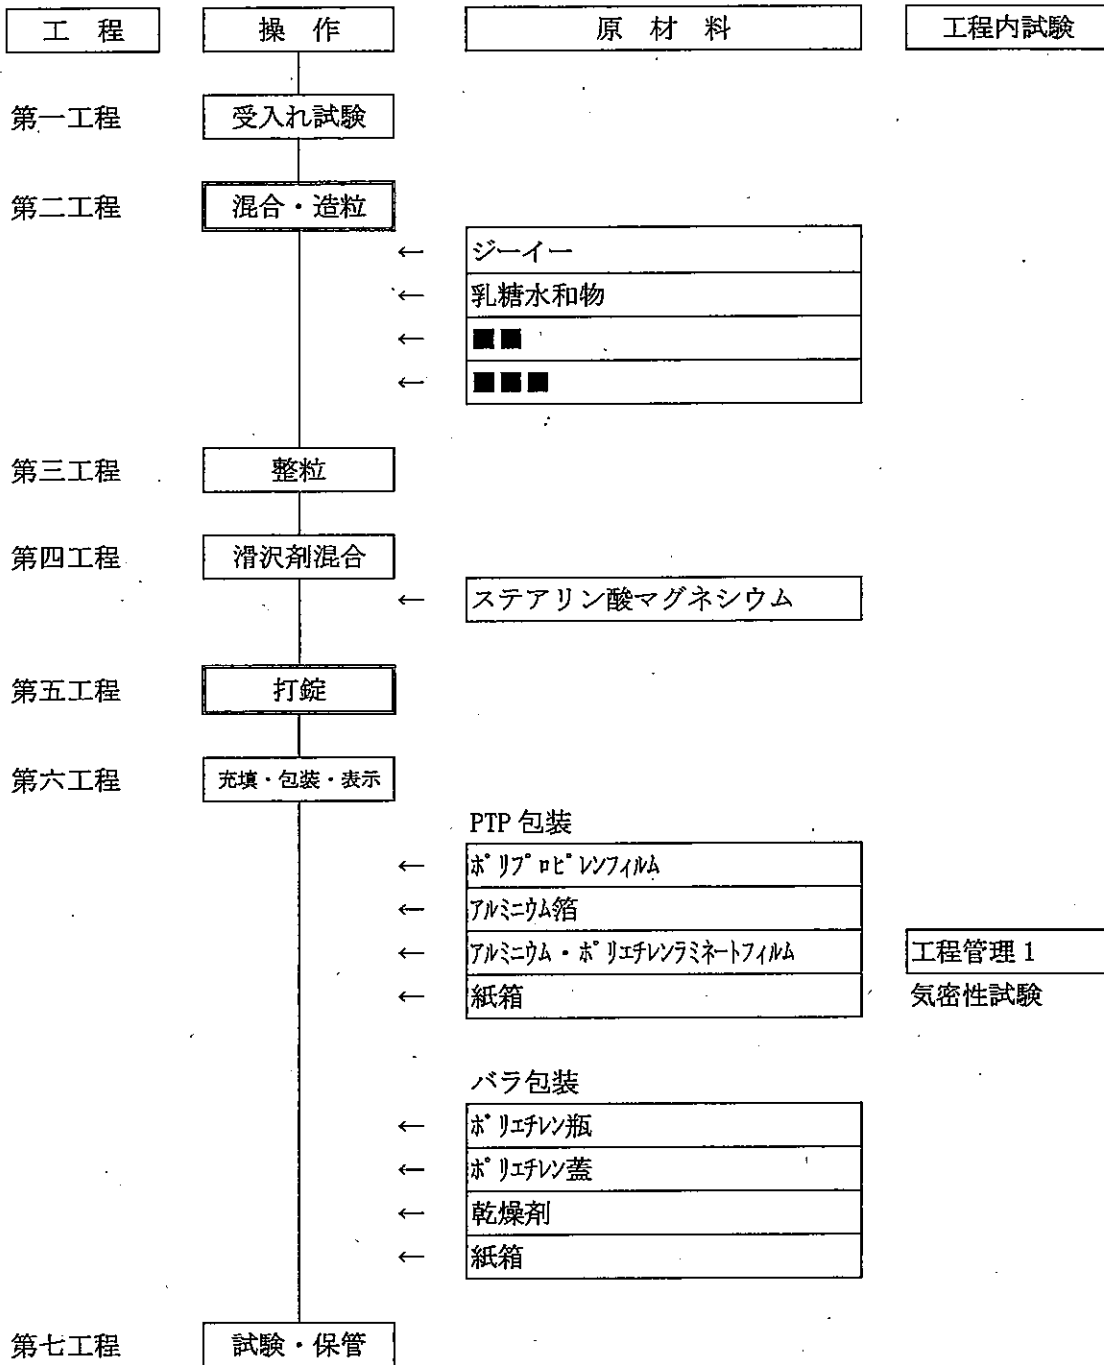 工程 操作 原材料 工程内試験
第一工程 受入れ試験
第二工程 混合・造粒
← ジーイー
← 乳糖水和物
← ■■
← ■■■
第三工程 整粒
第四工程 滑沢剤混合
← ステアリン酸マグネシウム
第五工程 打錠
第六工程 充填・包装・表示
PTP 包装
← ポリプロピレンフィルム
← アルミニウム箔
← アルミニウム・ポリエチレンラミネートフィルム 工程管理 1
← 紙箱 気密性試験
バラ包装
← ポリエチレン瓶
← ポリエチレン蓋
← 乾燥剤
← 紙箱
第七工程 試験・保管